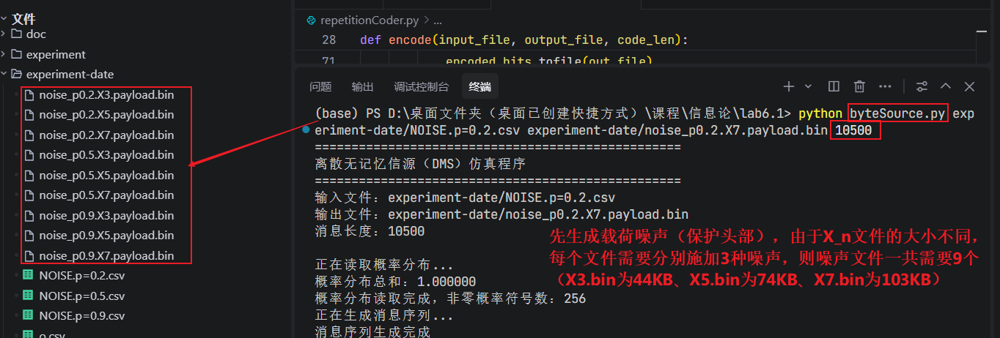 文件
doc
experiment
experiment-date
noise_p0.2.X3.payload.bin
noise_p0.2.X5.payload.bin
noise_p0.2.X7.payload.bin
noise_p0.5.X3.payload.bin
noise_p0.5.X5.payload.bin
noise_p0.5.X7.payload.bin
noise_p0.9.X3.payload.bin
noise_p0.9.X5.payload.bin
noise_p0.9.X7.payload.bin
NOISE.p=0.2.csv
NOISE.p=0.5.csv
NOISE.p=0.9.csv
repetitionCoder.py > ...
28 def encode(input_file, output_file, code_len):
71 encoded_bits.tofile(out_file)
问题 输出 调试控制台 终端
(base) PS D:\桌面文件夹（桌面已创建快捷方式）\课程\信息论\lab6.1> python byteSource.py exp
eriment-date/NOISE.p=0.2.csv experiment-date/noise_p0.2.X7.payload.bin 10500
==================================================
离散无记忆信源（DMS）仿真程序
==================================================
输入文件：experiment-date/NOISE.p=0.2.csv
输出文件：experiment-date/noise_p0.2.X7.payload.bin
消息长度：10500
正在读取概率分布...
概率分布总和：1.000000
概率分布读取完成，非零概率符号数：256
正在生成消息序列...
消息序列生成完成
先生成载荷噪声（保护头部），由于X_n文件的大小不同，
每个文件需要分别施加3种噪声，则噪声文件一共需要9个
（X3.bin为44KB、X5.bin为74KB、X7.bin为103KB）